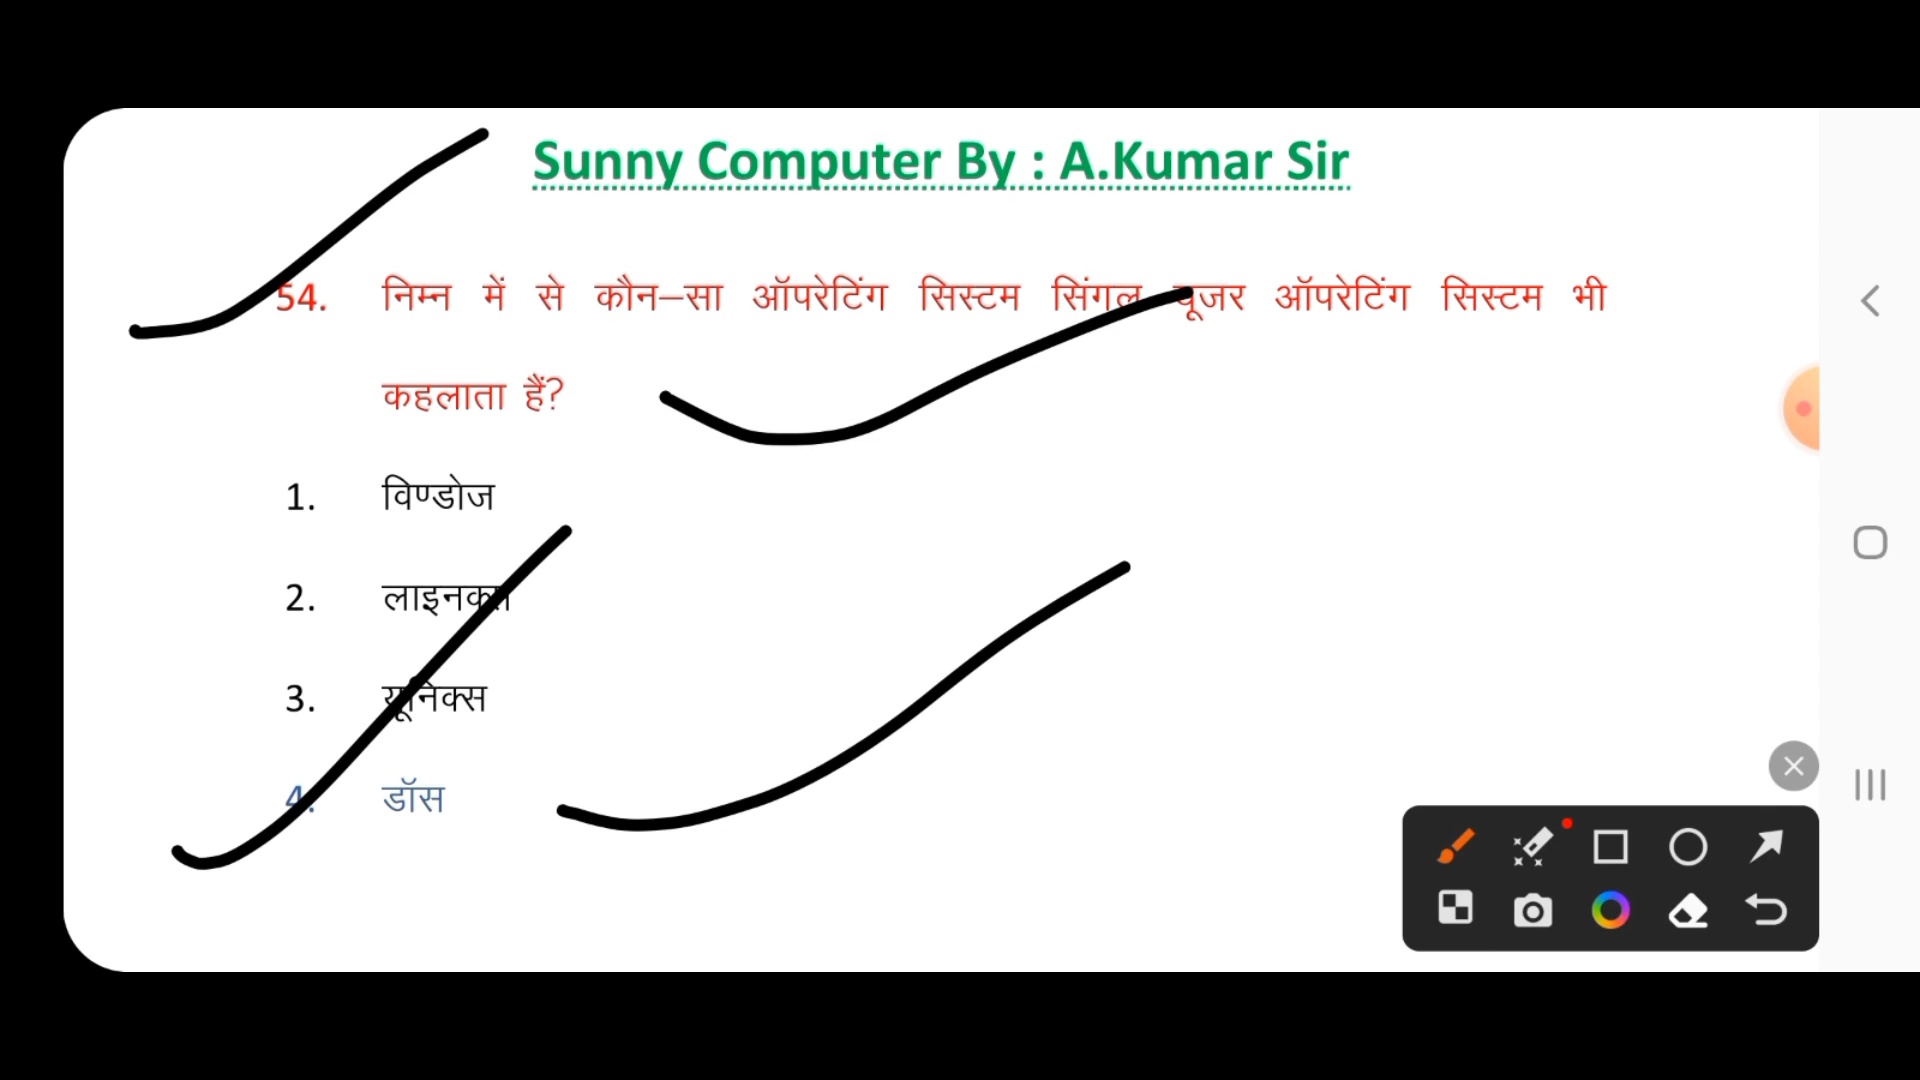 Sunny Computer By : A.Kumar Sir
54. निम्न में से कौन–सा ऑपरेटिंग सिस्टम सिंगल यूजर ऑपरेटिंग सिस्टम भी
कहलाता हैं?
1. विण्डोज
2. लाइनक्स
3. यूनिक्स
4. डॉस